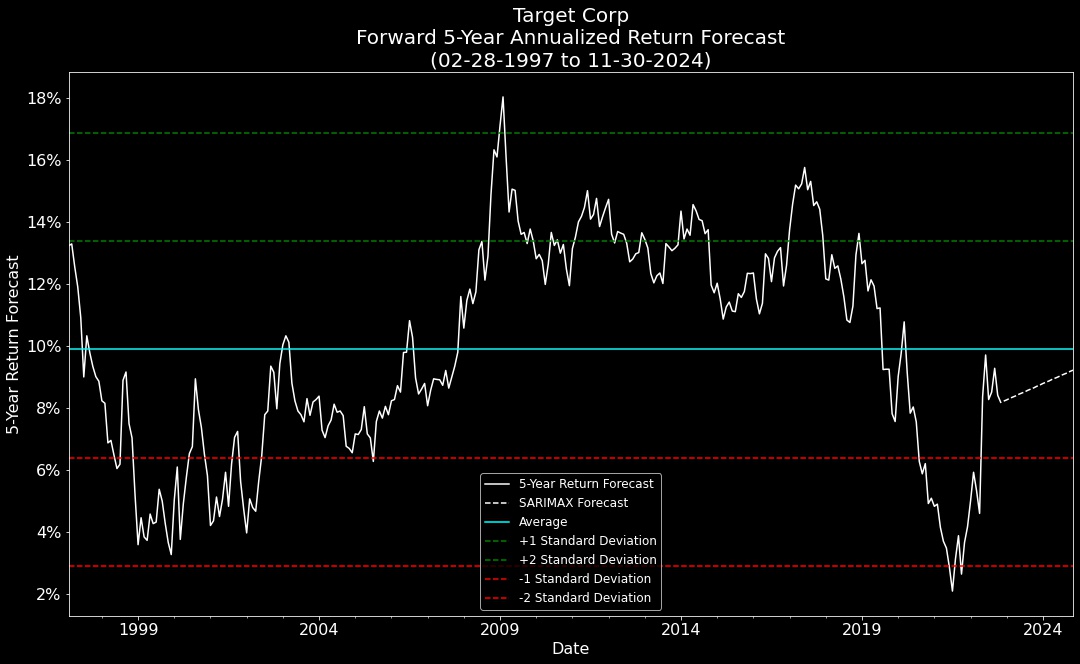 Target Corp
Forward 5-Year Annualized Return Forecast
(02-28-1997 to 11-30-2024)
5-Year Return Forecast
18%
16%
14%
12%
10%
8%
6%
4%
2%
5-Year Return Forecast
SARIMAX Forecast
Average
+1 Standard Deviation
+2 Standard Deviation
-1 Standard Deviation
-2 Standard Deviation
1999
2004
2009
2014
2019
2024
Date